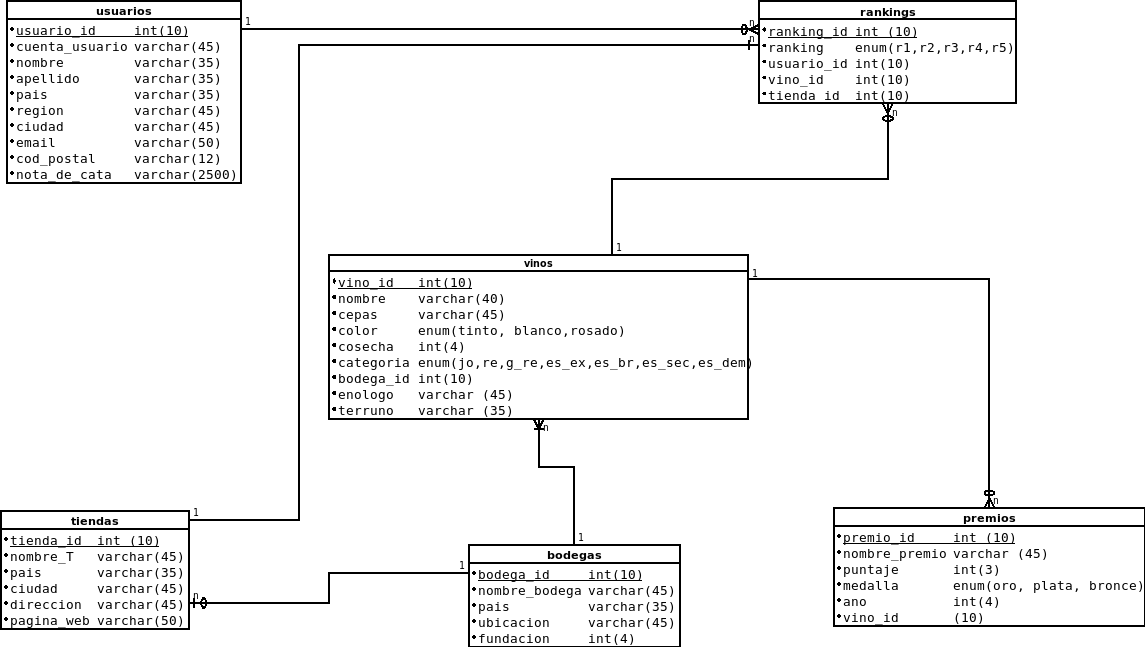 usuarios
usuario_id int(10)
cuenta_usuario varchar(45)
nombre varchar(35)
apellido varchar(35)
pais varchar(35)
region varchar(45)
ciudad varchar(45)
email varchar(50)
cod_postal varchar(12)
nota_de_cata varchar(2500)
1
n
n
rankings
ranking_id int (10)
ranking enum(r1,r2,r3,r4,r5)
usuario_id int(10)
vino_id int(10)
tienda_id int(10)
n
1
vinos
vino_id int(10)
nombre varchar(40)
cepas varchar(45)
color enum(tinto, blanco,rosado)
cosecha int(4)
categoria enum(jo,re,g_re,es_ex,es_br,es_sec,es_dem)
bodega_id int(10)
enologo varchar (45)
terruno varchar (35)
1
n
n
1
tiendas
tienda_id int (10)
nombre_T varchar(45)
pais varchar(35)
ciudad varchar(45)
direccion varchar(45)
pagina_web varchar(50)
1
n
1
bodegas
bodega_id int(10)
nombre_bodega varchar(45)
pais varchar(35)
ubicacion varchar(45)
fundacion int(4)
premios
premio_id int (10)
nombre_premio varchar (45)
puntaje int(3)
medalla enum(oro, plata, bronce)
ano int(4)
vino_id (10)